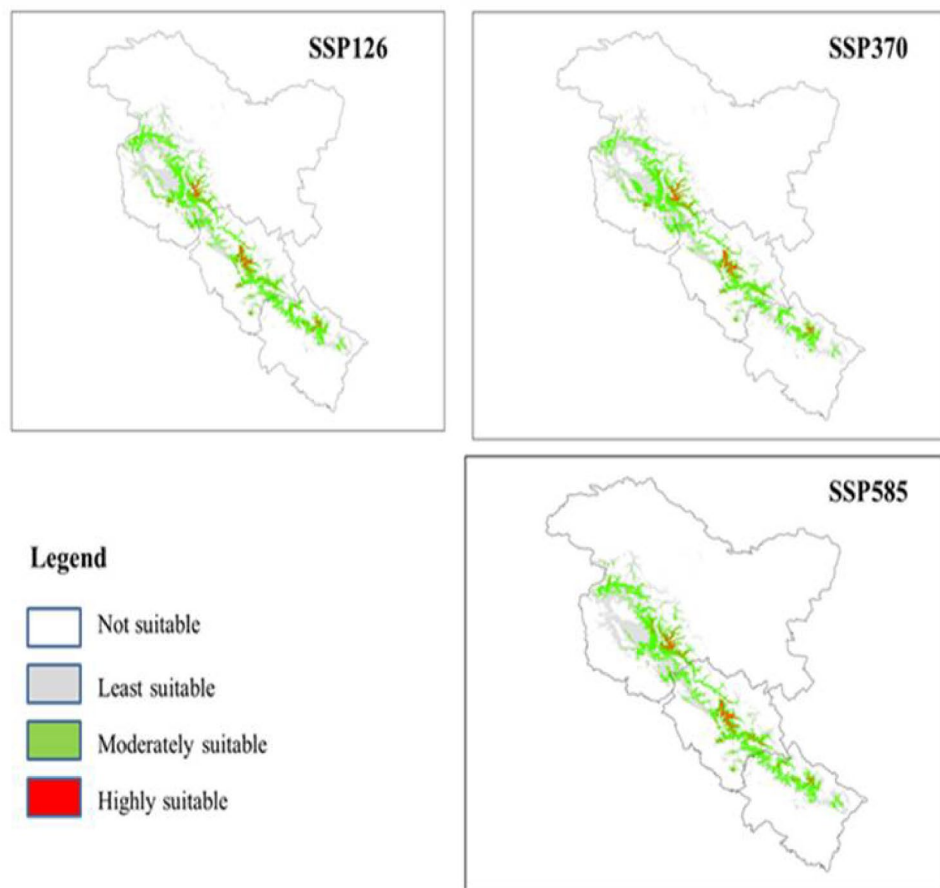 SSP126
SSP370
SSP585
Legend
Not suitable
Least suitable
Moderately suitable
Highly suitable